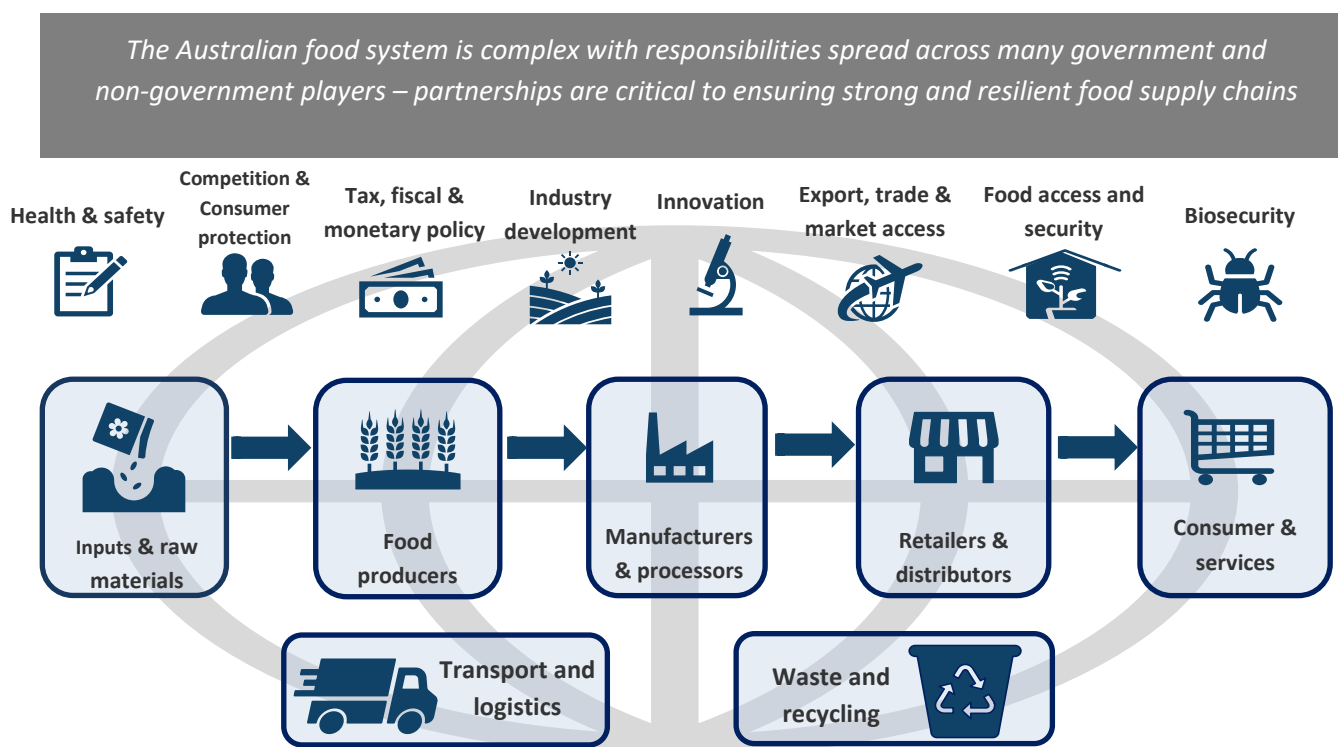 The Australian food system is complex with responsibilities spread across many government and
non-government players – partnerships are critical to ensuring strong and resilient food supply chains
Health & safety
Competition &
Consumer
protection
Tax, fiscal &
monetary policy
Industry
development
Innovation
Export, trade &
market access
Food access and
security
Biosecurity
Inputs & raw
materials
Food
producers
Manufacturers
& processors
Retailers &
distributors
Consumer &
services
Transport and
logistics
Waste and
recycling